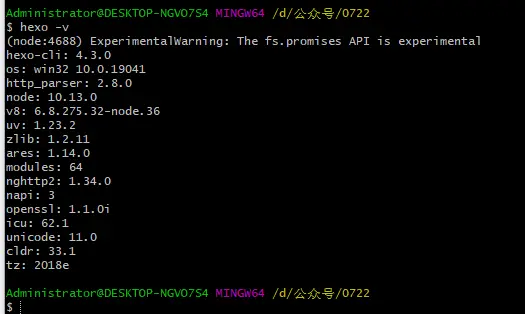 Administrator@DESKTOP-NGVO7S4 MINGW64 /d/公众号/0722
$ hexo -v
(node:4688) ExperimentalWarning: The fs.promises API is experimental
hexo-cli: 4.3.0
os: win32 10.0.19041
http_parser: 2.8.0
node: 10.13.0
v8: 6.8.275.32-node.36
uv: 1.23.2
zlib: 1.2.11
ares: 1.14.0
modules: 64
nghttp2: 1.34.0
napi: 3
openssl: 1.1.0i
icu: 62.1
unicode: 11.0
cldr: 33.1
tz: 2018e
Administrator@DESKTOP-NGVO7S4 MINGW64 /d/公众号/0722
$